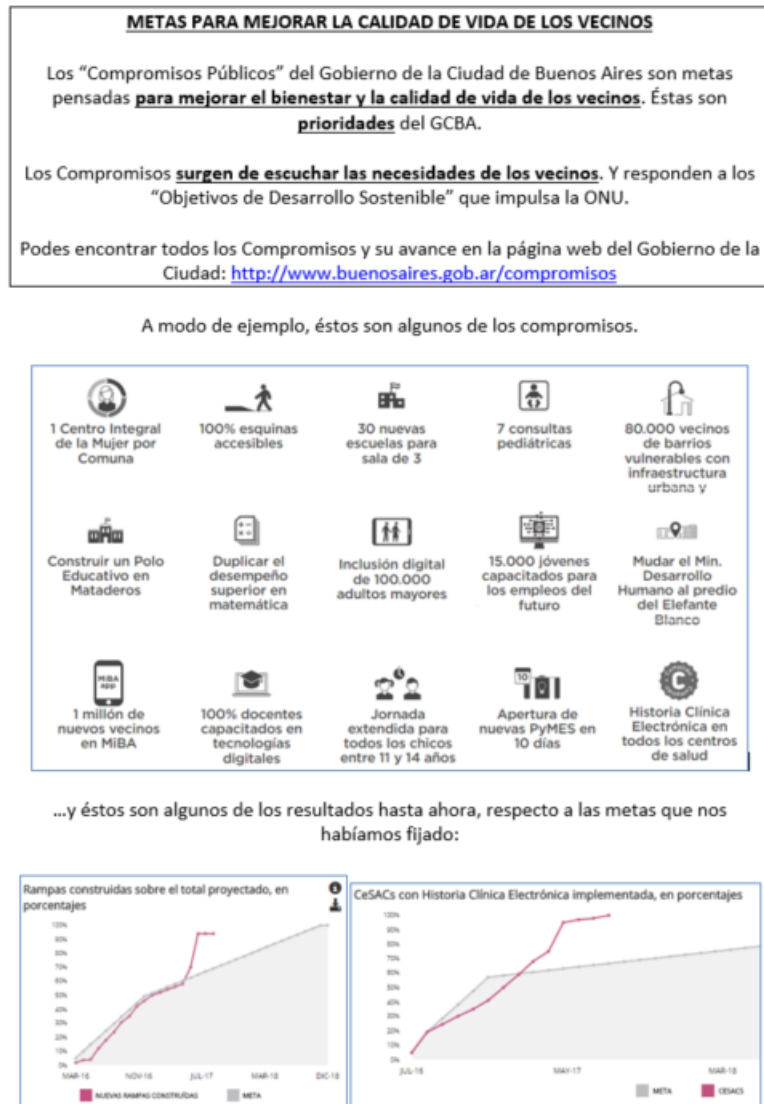 METAS PARA MEJORAR LA CALIDAD DE VIDA DE LOS VECINOS
Los “Compromisos Públicos” del Gobierno de la Ciudad de Buenos Aires son metas
pensadas para mejorar el bienestar y la calidad de vida de los vecinos. Éstas son
prioridades del GCBA.
Los Compromisos surgen de escuchar las necesidades de los vecinos. Y responden a los
“Objetivos de Desarrollo Sostenible” que impulsa la ONU.
Podes encontrar todos los Compromisos y su avance en la página web del Gobierno de la
Ciudad: http://www.buenosaires.gob.ar/compromisos
A modo de ejemplo, éstos son algunos de los compromisos.
1 Centro Integral
de la Mujer por
Comuna
100% esquinas
accesibles
30 nuevas
escuelas para
sala de 3
7 consultas
pediátricas
80.000 vecinos
de barrios
vulnerables con
infraestructura
urbana y
Construir un Polo
Educativo en
Mataderos
Duplicar el
desempeño
superior en
matemática
Inclusión digital
de 100.000
adultos mayores
15.000 jóvenes
capacitados para
los empleos del
futuro
Mudar el Min.
Desarrollo
Humano al predio
del Elefante
Blanco
MiBA
app
1 millón de
nuevos vecinos
en MiBA
100% docentes
capacitados en
tecnologías
digitales
Jornada
extendida para
todos los chicos
entre 11 y 14 años
10
Apertura de
nuevas PyMES en
10 días
C
Historia Clínica
Electrónica en
todos los centros
de salud
...y éstos son algunos de los resultados hasta ahora, respecto a las metas que nos
habíamos fijado:
Rampas construidas sobre el total proyectado, en
porcentajes
100%
90%
80%
70%
60%
50%
40%
30%
20%
10%
0%
MAR-16 NOV-16 JUL-17 MAR-18 DIC-18
NUEVAS RAMPAS CONSTRUÍDAS META
CeSACs con Historia Clínica Electrónica implementada, en porcentajes
100%
90%
80%
70%
60%
50%
40%
30%
20%
10%
0%
JUL-16 MAY-17 MAR-18
META CESACS